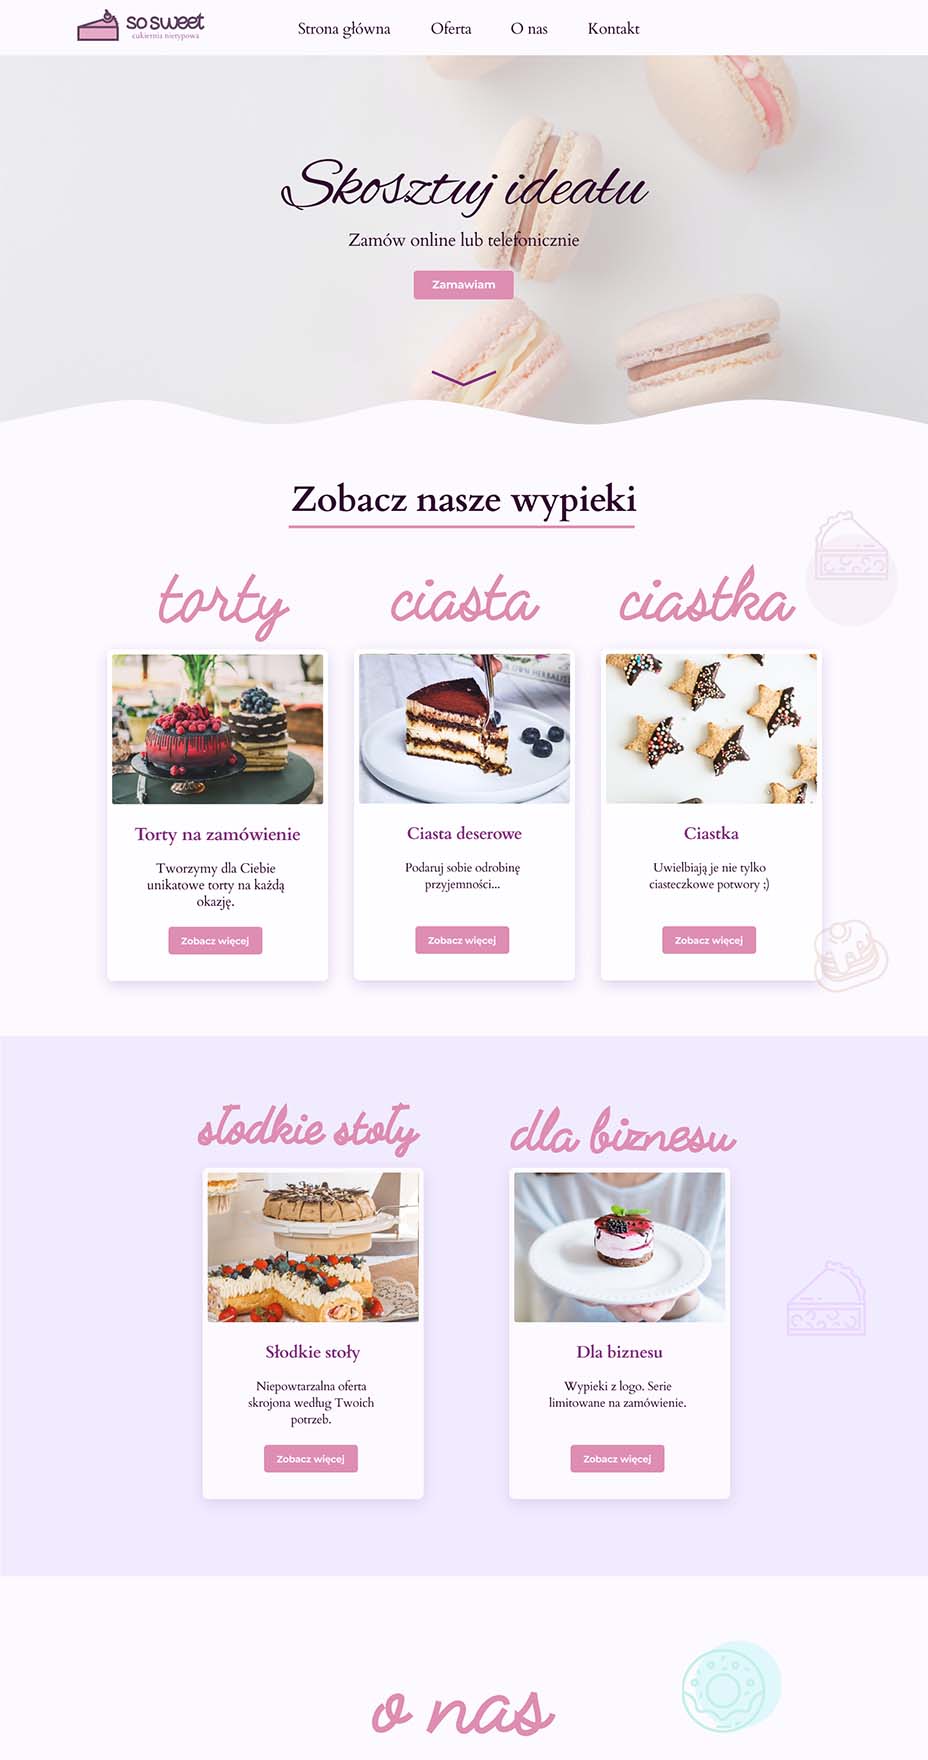 so sweet
cukiernia nietypowa
Strona główna Oferta O nas Kontakt
Skosztuj ideału
Zamów online lub telefonicznie
Zamawiam
Zobacz nasze wypieki
torty ciasta ciastka
Torty na zamówienie
Tworzymy dla Ciebie
unikatowe torty na każdą
okazję.
Zobacz więcej
Ciasta deserowe
Podaruj sobie odrobinę
przyjemności...
Zobacz więcej
Ciastka
Uwielbiają je nie tylko
ciasteczkowe potwory ;)
Zobacz więcej
słodkie stoły dla biznesu
Słodkie stoły
Niepowtarzalna oferta
skrojona według Twoich
potrzeb.
Zobacz więcej
Dla biznesu
Wypieki z logo. Serie
limitowane na zamówienie.
Zobacz więcej
o nas